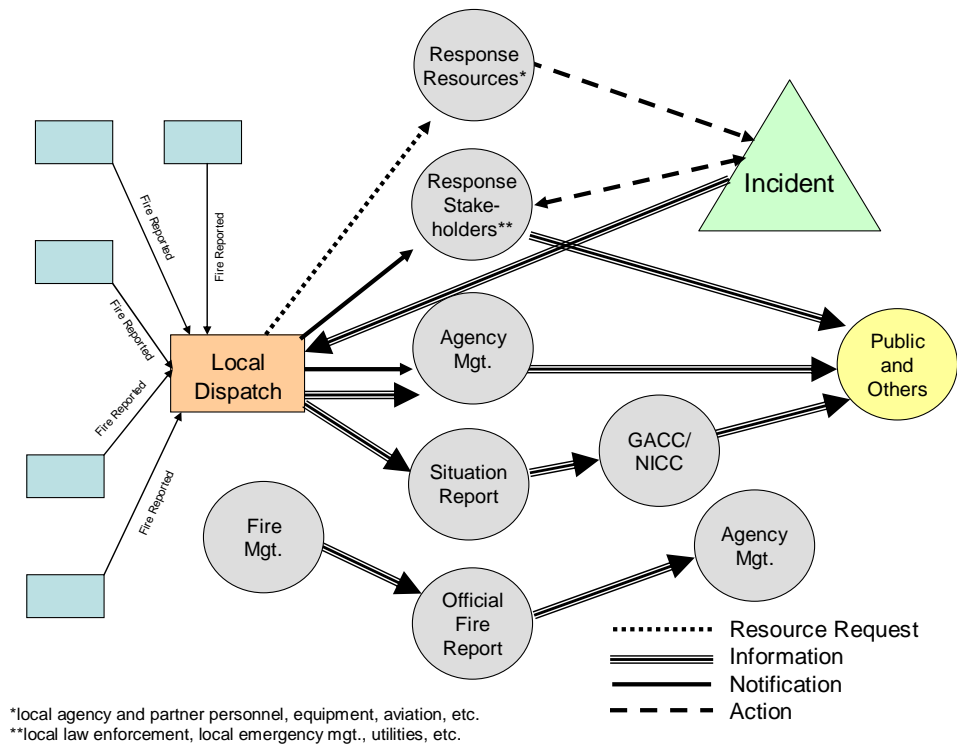 Response
Resources*
Fire Reported
Fire Reported
Response
Stake-
holders**
Incident
Fire Reported
Local
Dispatch
Agency
Mgt.
Public
and
Others
Fire Reported
Fire Reported
Situation
Report
GACC/
NICC
Fire
Mgt.
Official
Fire
Report
Agency
Mgt.
Resource Request
Information
Notification
Action
*local agency and partner personnel, equipment, aviation, etc.
**local law enforcement, local emergency mgt., utilities, etc.